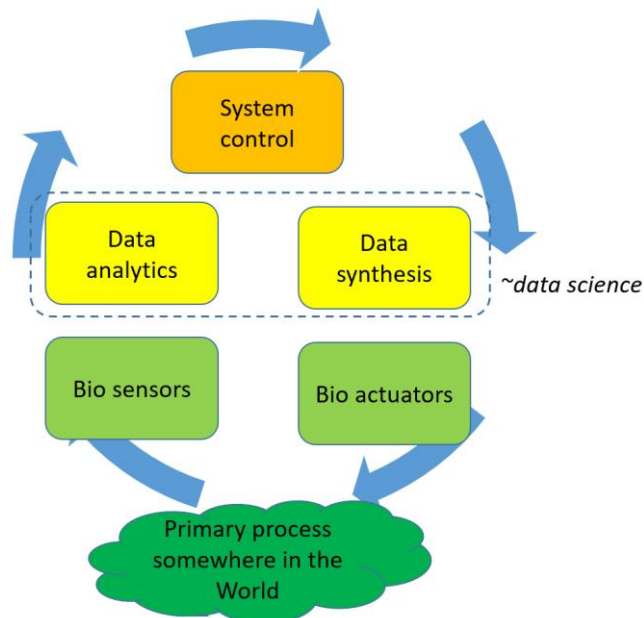 System
control
Data
analytics
Data
synthesis
~data science
Bio sensors
Bio actuators
Primary process
somewhere in the
World